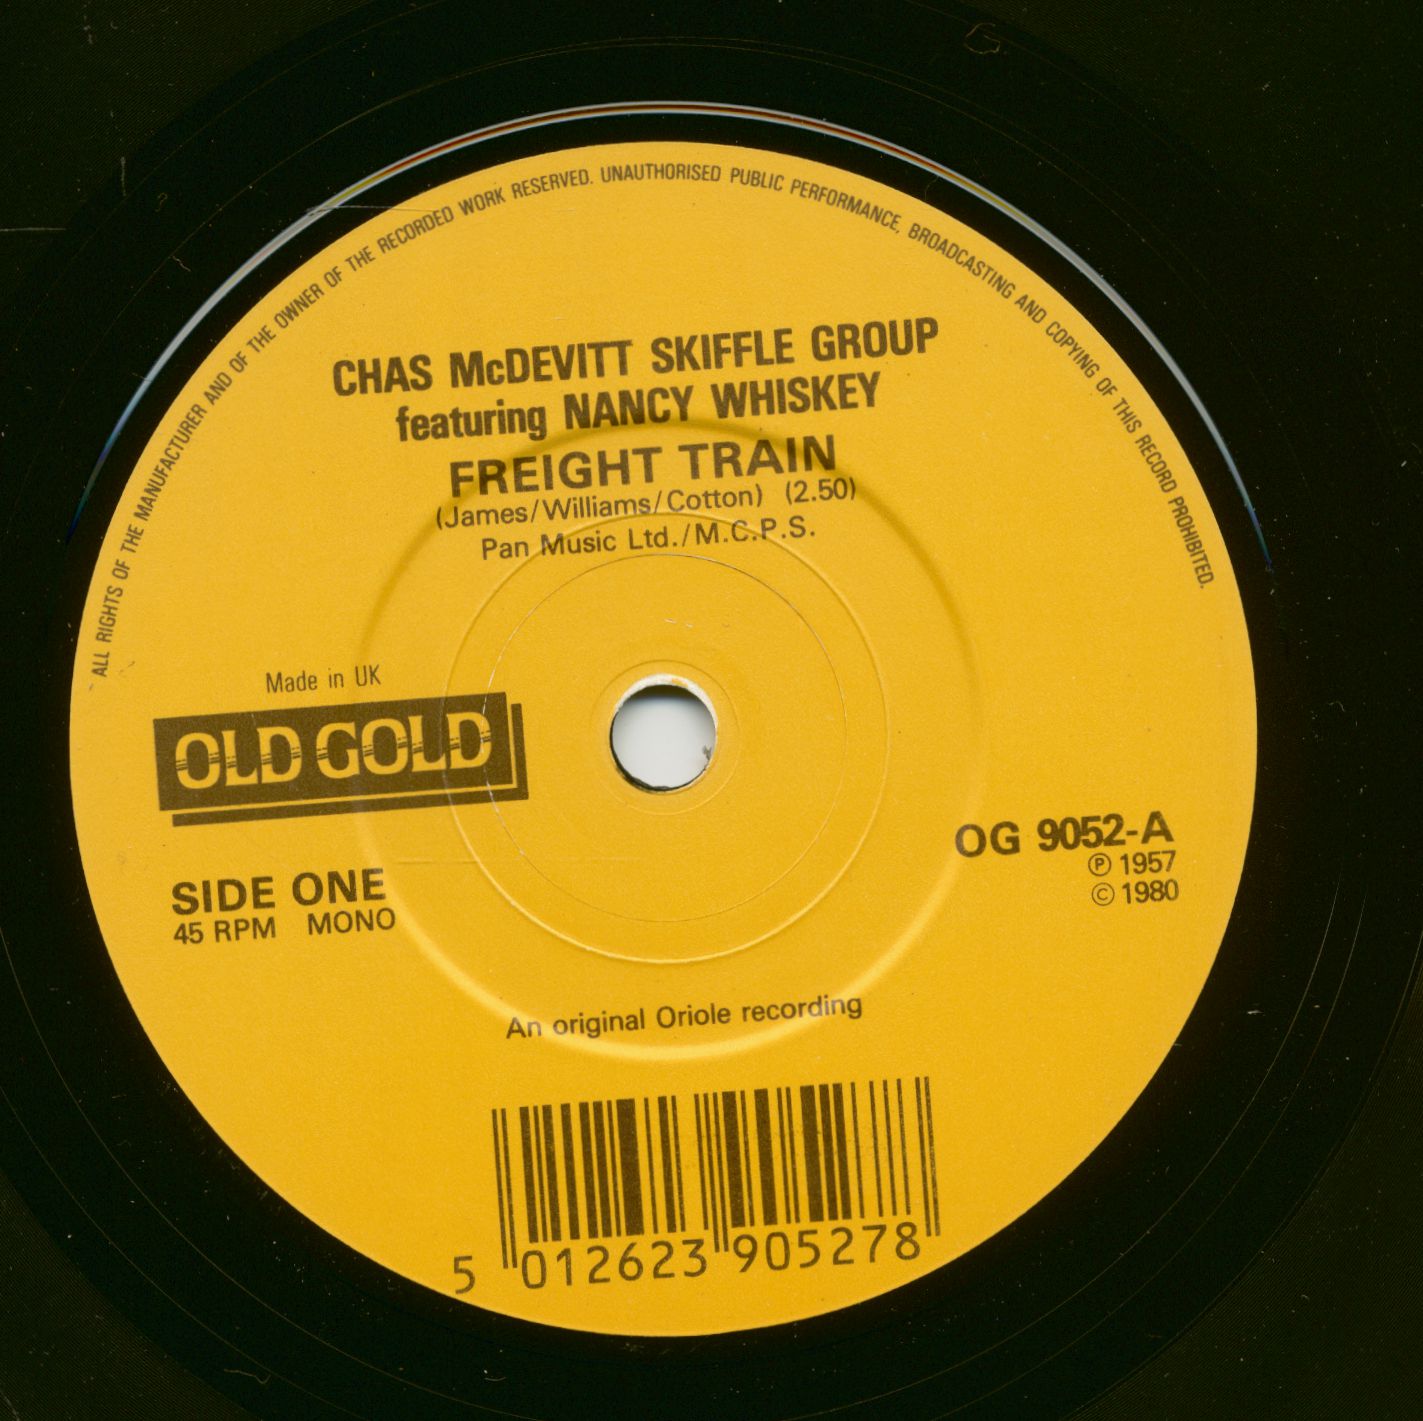 ALL RIGHTS OF THE MANUFACTURER AND OF THE OWNER OF THE RECORDED WORK RESERVED. UNAUTHORISED PUBLIC PERFORMANCE, BROADCASTING AND COPYING OF THIS RECORD PROHIBITED.
CHAS McDEVITT SKIFFLE GROUP
featuring NANCY WHISKEY
FREIGHT TRAIN
(James/Williams/Cotton) (2.50)
Pan Music Ltd./M.C.P.S.
Made in UK
OLD GOLD
SIDE ONE
45 RPM MONO
OG 9052-A
℗ 1957
© 1980
An original Oriole recording
5 012623 905278